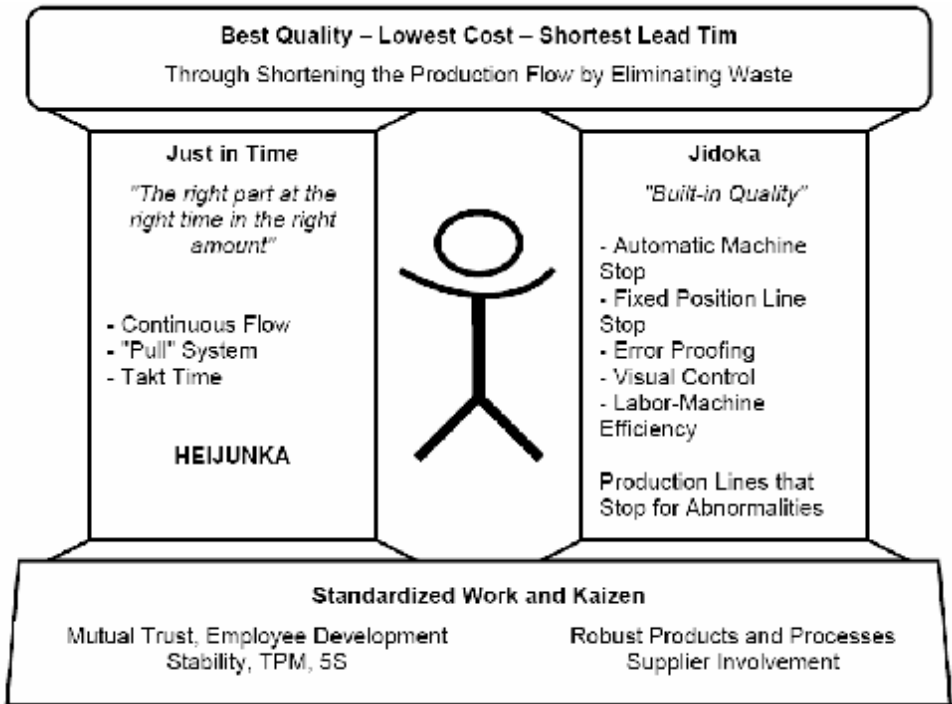 Best Quality – Lowest Cost – Shortest Lead Tim
Through Shortening the Production Flow by Eliminating Waste
Just in Time
"The right part at the
right time in the right
amount"
- Continuous Flow
- "Pull" System
- Takt Time
HEIJUNKA
Jidoka
"Built-in Quality"
- Automatic Machine
Stop
- Fixed Position Line
Stop
- Error Proofing
- Visual Control
- Labor-Machine
Efficiency
Production Lines that
Stop for Abnormalities
Standardized Work and Kaizen
Mutual Trust, Employee Development
Stability, TPM, 5S
Robust Products and Processes
Supplier Involvement